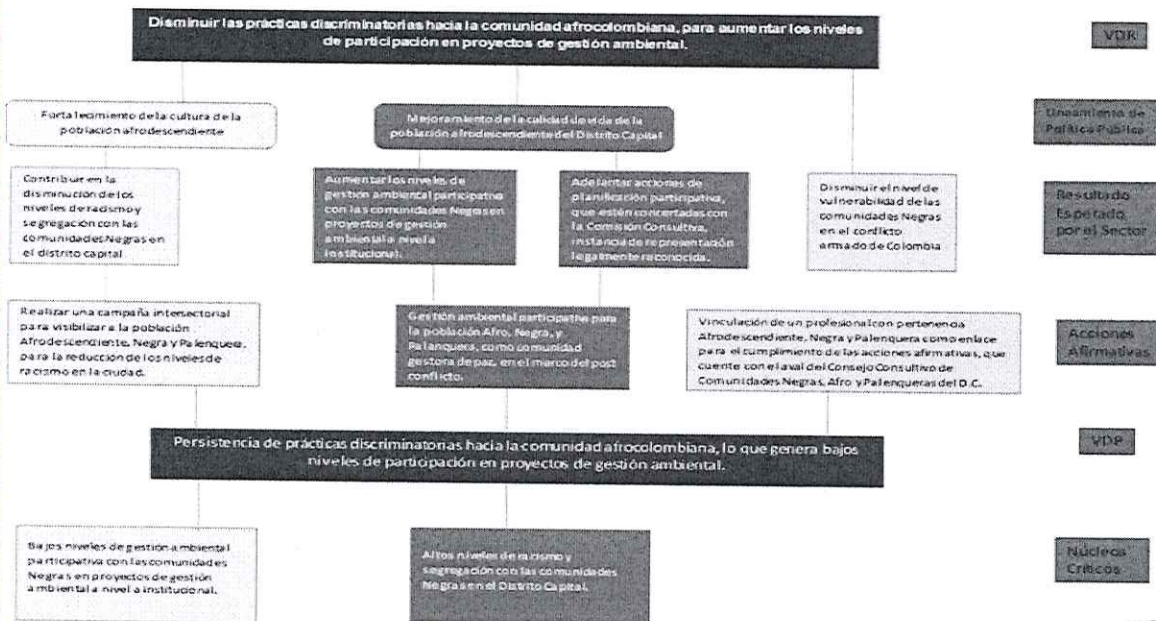 Disminuir las prácticas discriminatorias hacia la comunidad afrocolombiana, para aumentar los niveles
de participación en proyectos de gestión ambiental.
VDR
Fortalecimiento de la cultura de la
población afrodescendiente
Mejoramiento de la calidad de vida de la
población afrodescendiente del Distrito Capital
Lineamiento de
Política Pública
Contribuir en la
disminución de los
niveles de racismo y
segregación con las
comunidades Negras en
el distrito capital
Aumentar los niveles de
gestión ambiental participativa
con las comunidades Negras en
proyectos de gestión
ambiental a nivel a
institucional.
Adelantar acciones de
planificación participativa,
que estén concertadas con
la Comisión Consultiva,
instancia de representación
legalmente reconocida.
Disminuir el nivel de
vulnerabilidad de las
comunidades Negras
en el conflicto
armado de Colombia
Resultado
Esperado
por el Sector
Realizar una campaña intersectorial
para visibilizar a la población
Afrodescendiente, Negra y Palenquera,
para la reducción de los niveles de
racismo en la ciudad.
Gestión ambiental participativa para
la población Afro, Negra, y
Palanquera, como comunidad
gestora de paz, en el marco del post
conflicto.
Vinculación de un profesional con pertenencia
Afrodescendiente, Negra y Palenquera como enlace
para el cumplimiento de las acciones afirmativas, que
cuente con el aval del Consejo Consultivo de
Comunidades Negras, Afro y Palenqueras del D.C.
Acciones
Afirmativas
Persistencia de prácticas discriminatorias hacia la comunidad afrocolombiana, lo que genera bajos
niveles de participación en proyectos de gestión ambiental.
VDP
Bajos niveles de gestión ambiental
participativa con las comunidades
Negras en proyectos de gestión
ambiental a nivel a institucional.
Altos niveles de racismo y
segregación con las comunidades
Negras en el Distrito Capital.
Núcleos
Críticos